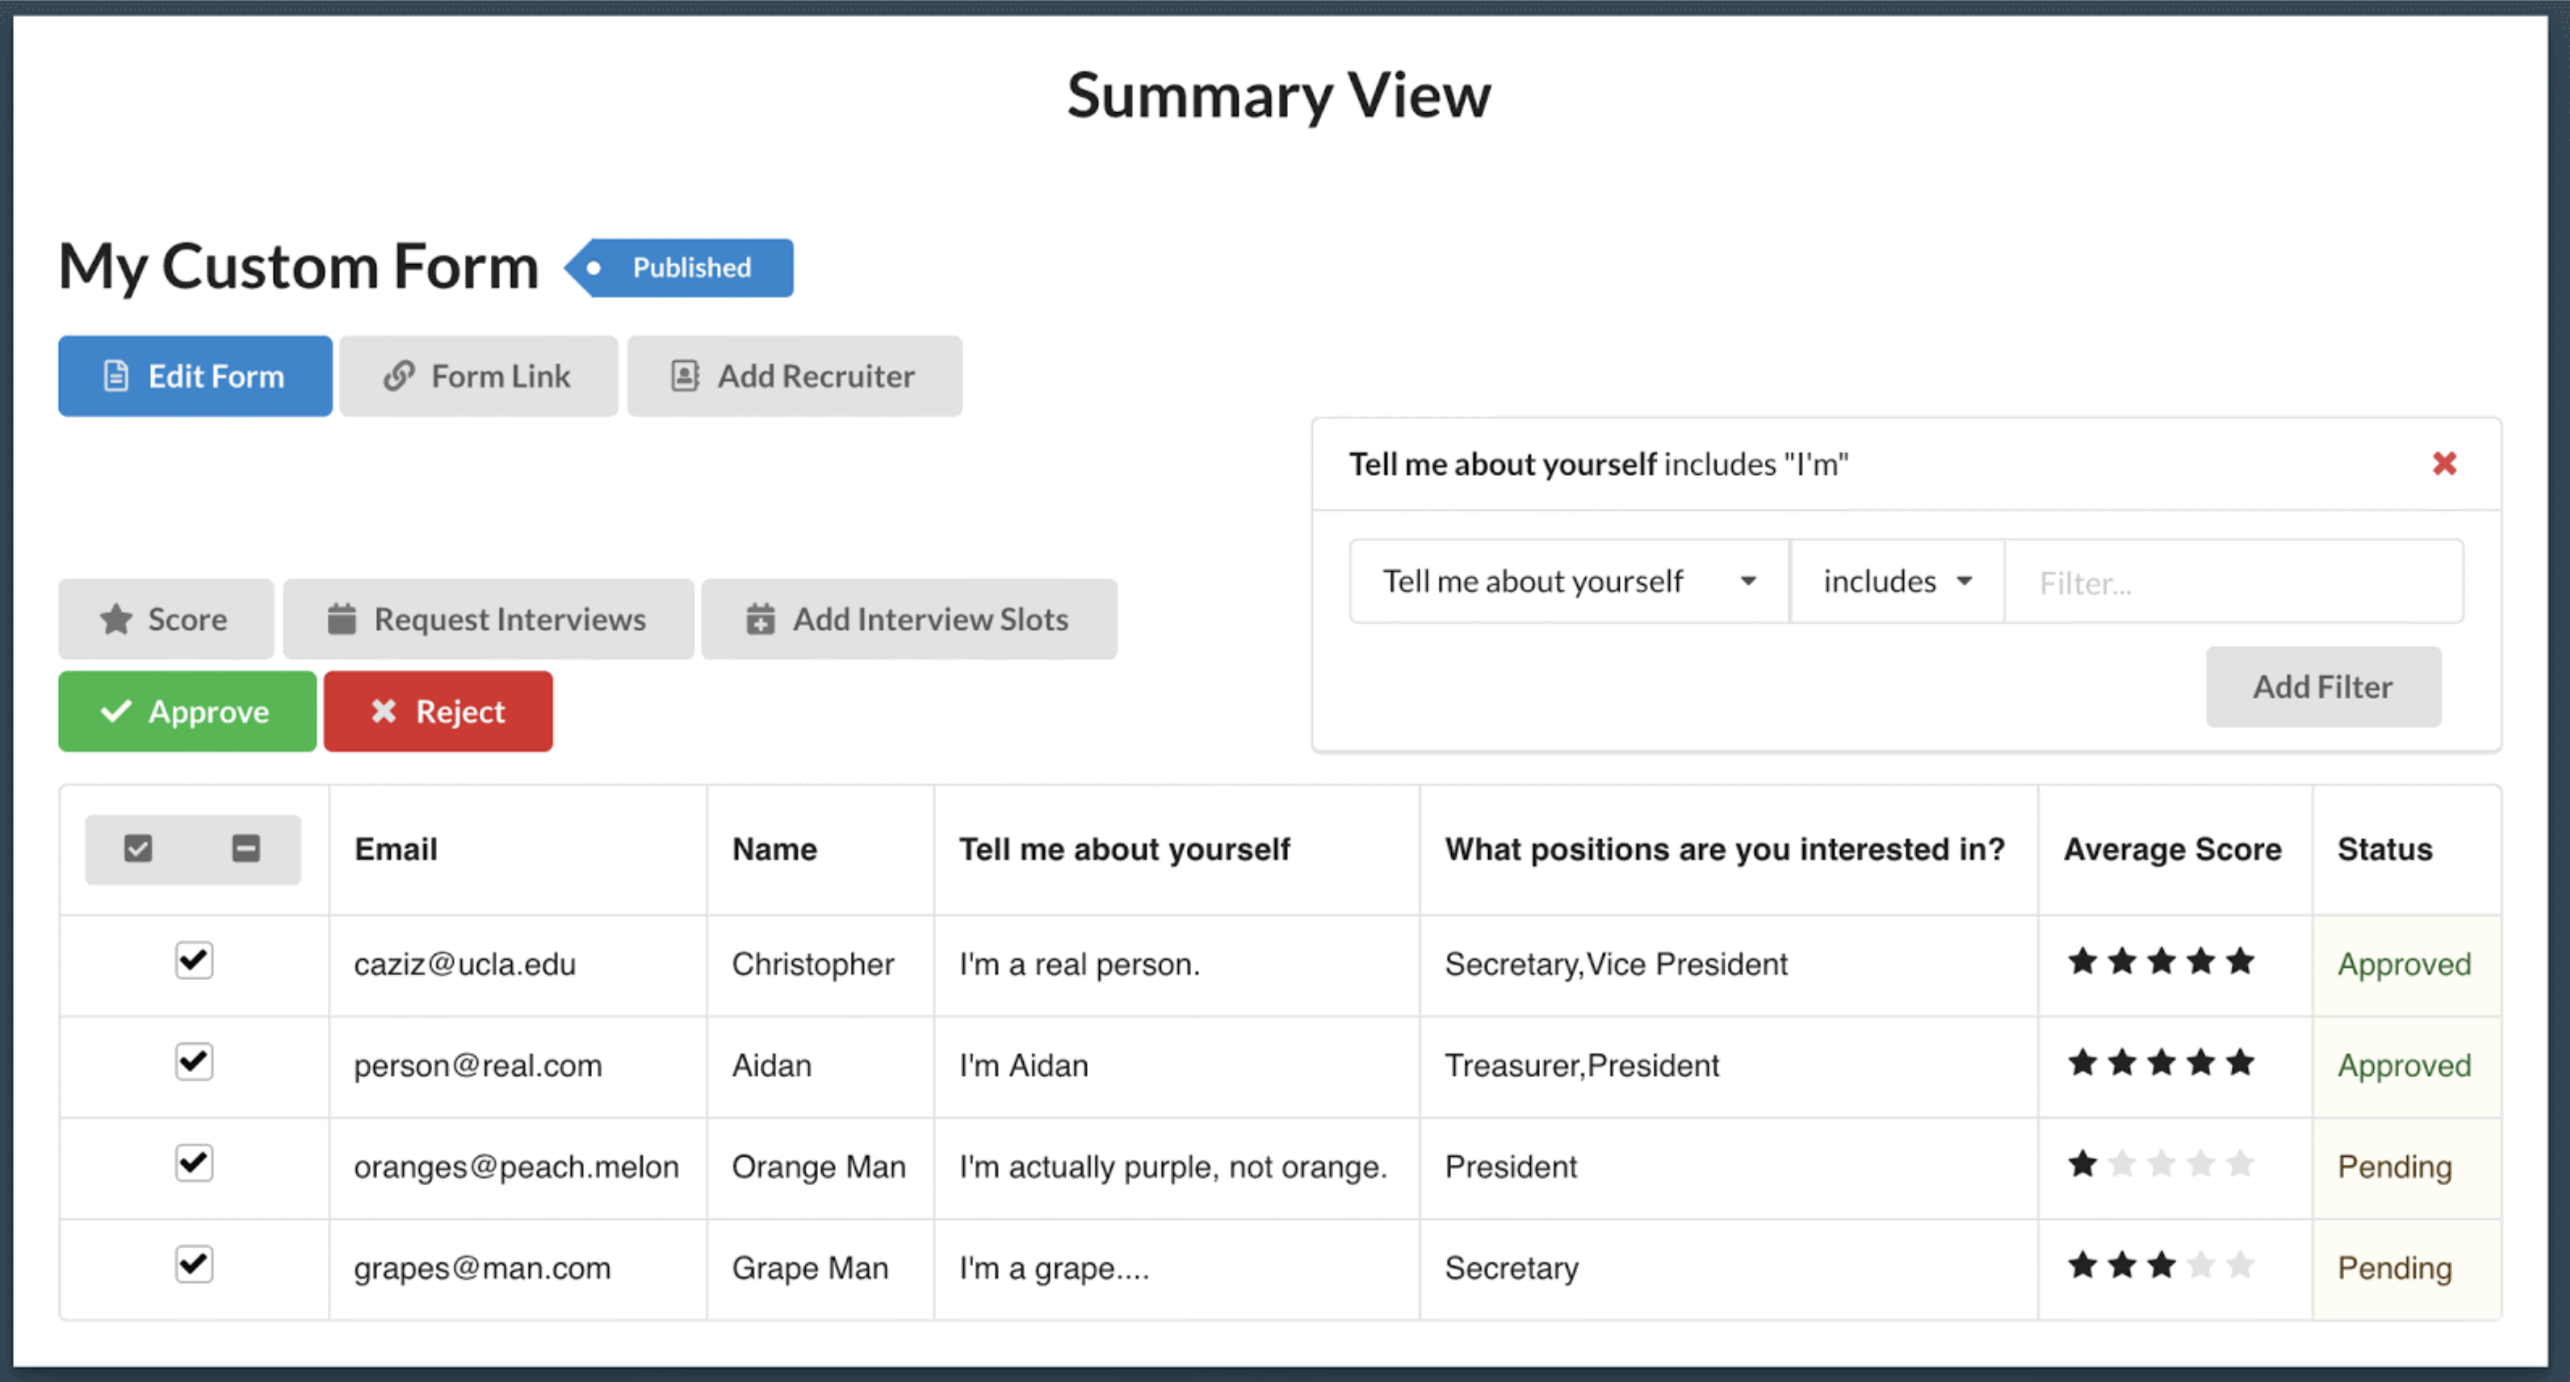 Summary View
My Custom Form Published
Edit Form Form Link Add Recruiter
Tell me about yourself includes "I'm"
Tell me about yourself includes Filter...
Score Request Interviews Add Interview Slots
Add Filter
Approve Reject
Email Name Tell me about yourself What positions are you interested in? Average Score Status
caziz@ucla.edu Christopher I'm a real person. Secretary,Vice President Approved
person@real.com Aidan I'm Aidan Treasurer,President Approved
oranges@peach.melon Orange Man I'm actually purple, not orange. President Pending
grapes@man.com Grape Man I'm a grape.... Secretary Pending